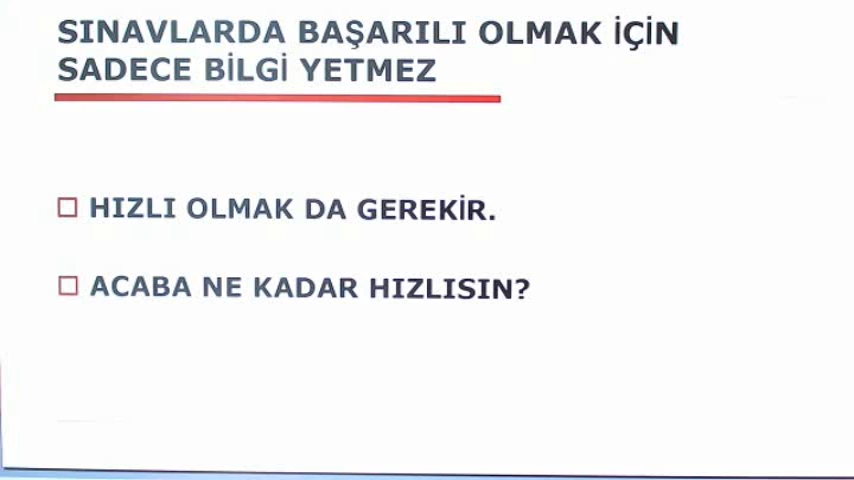 SINAVLARDA BAŞARILI OLMAK İÇİN
SADECE BİLGİ YETMEZ
HIZLI OLMAK DA GEREKİR.
ACABA NE KADAR HIZLISIN?